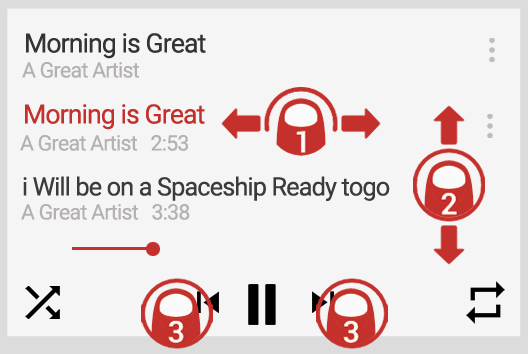 Morning is Great
A Great Artist
Morning is Great
A Great Artist 2:53
1
i Will be on a Spaceship Ready togo
A Great Artist 3:38
2
3
3